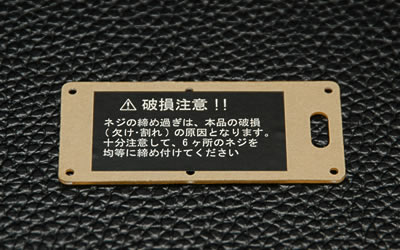 ⚠ 破損注意!!
ネジの締め過ぎは、本品の破損
(欠け・割れ)の原因となります。
十分注意して、6ヶ所のネジを
均等に締め付けてください